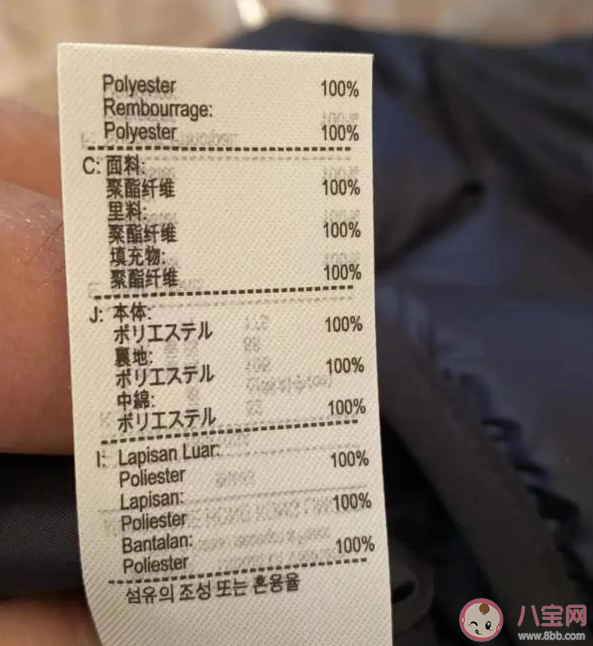 Polyester 100%
Rembourrage:
Polyester 100%
C: 面料:
聚酯纤维 100%
里料:
聚酯纤维 100%
填充物:
聚酯纤维 100%
J: 本体:
ポリエステル 100%
裏地:
ポリエステル 100%
中綿:
ポリエステル 100%
I: Lapisan Luar:
Poliester 100%
Lapisan:
Poliester 100%
Bantalan:
Poliester 100%
섬유의 조성 또는 혼용율
八宝网
www.8bb.com